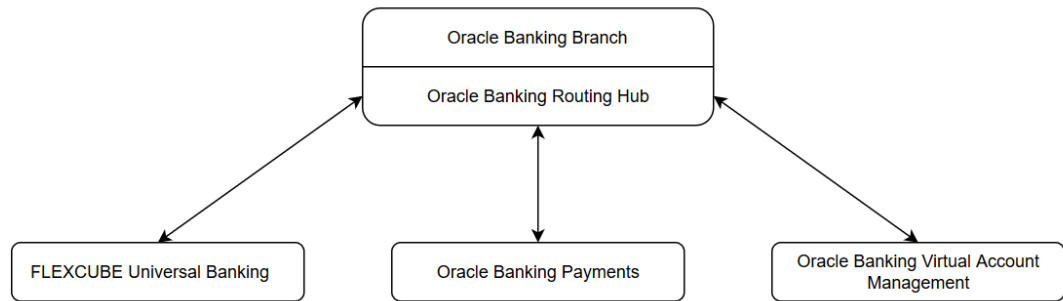 Oracle Banking Branch
Oracle Banking Routing Hub
FLEXCUBE Universal Banking
Oracle Banking Payments
Oracle Banking Virtual Account
Management